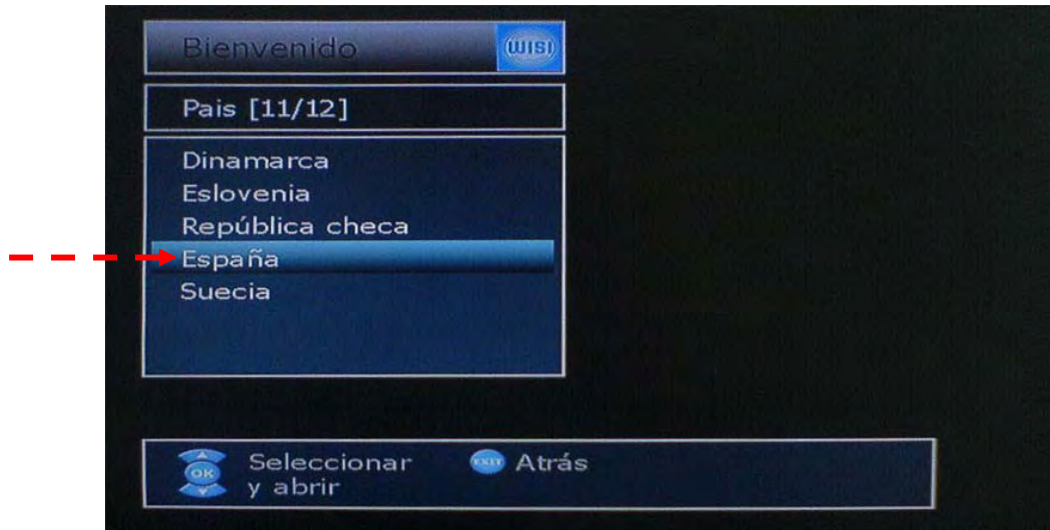 Bienvenido
WISI
Pais [11/12]
Dinamarca
Eslovenia
República checa
España
Suecia
OK
Seleccionar
y abrir
EXIT
Atrás